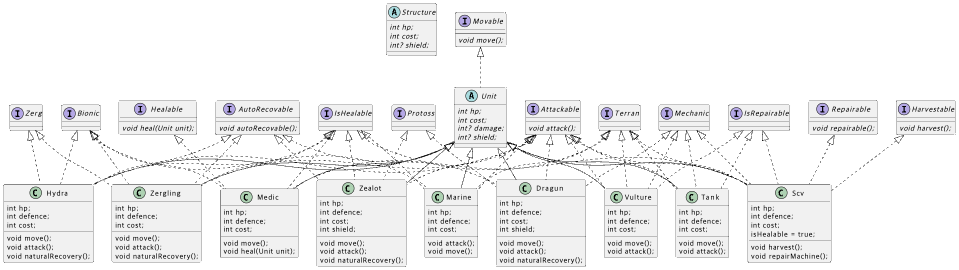 A Structure
int hp;
int cost;
int? shield;
I Movable
void move();
I Zerg
I Bionic
I Healable
void heal(Unit unit);
I AutoRecovable
void autoRecovable();
I IsHealable
I Protoss
A Unit
int hp;
int cost;
int? damage;
int? shield;
I Attackable
void attack();
I Terran
I Mechanic
I IsRepairable
I Repairable
void repairable();
I Harvestable
void harvest();
C Hydra
int hp;
int defence;
int cost;
void move();
void attack();
void naturalRecovery();
C Zergling
int hp;
int defence;
int cost;
void move();
void attack();
void naturalRecovery();
C Medic
int hp;
int defence;
int cost;
void move();
void heal(Unit unit);
C Zealot
int hp;
int defence;
int cost;
int shield;
void move();
void attack();
void naturalRecovery();
C Marine
int hp;
int defence;
int cost;
void attack();
void move();
C Dragun
int hp;
int defence;
int cost;
int shield;
void move();
void attack();
void naturalRecovery();
C Vulture
int hp;
int defence;
int cost;
void move();
void attack();
C Tank
int hp;
int defence;
int cost;
void move();
void attack();
C Scv
int hp;
int defence;
int cost;
isHealable = true;
void harvest();
void repairMachine();